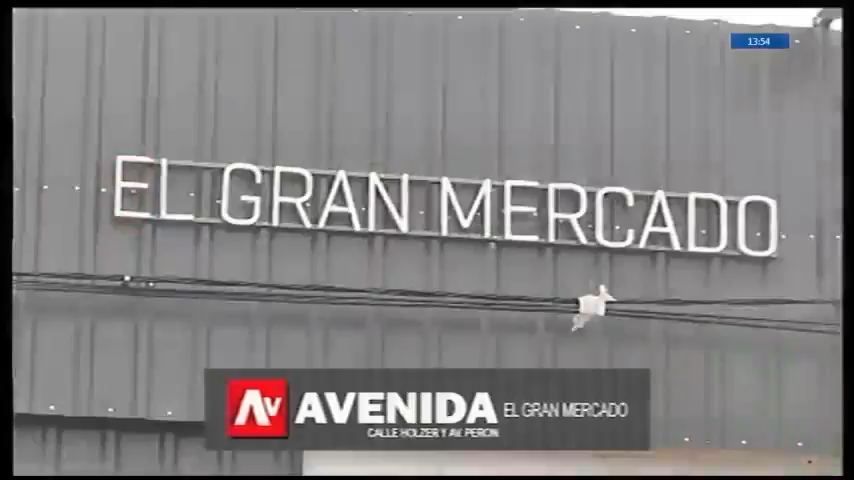 13:54
EL GRAN MERCADO
AV AVENIDA EL GRAN MERCADO
CALLE HOLZER Y AV. PERON